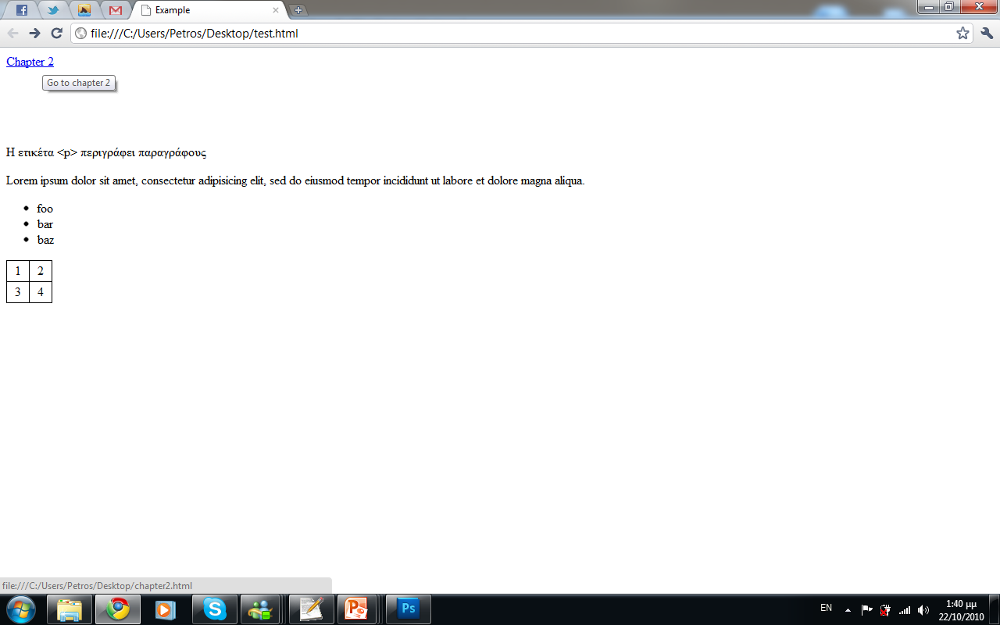 Example
file:///C:/Users/Petros/Desktop/test.html
Chapter 2
Go to chapter 2
Η ετικέτα <p> περιγράφει παραγράφους
Lorem ipsum dolor sit amet, consectetur adipisicing elit, sed do eiusmod tempor incididunt ut labore et dolore magna aliqua.
foo
bar
baz
1 2
3 4
file:///C:/Users/Petros/Desktop/chapter2.html
Ps
EN
1:40 μμ
22/10/2010